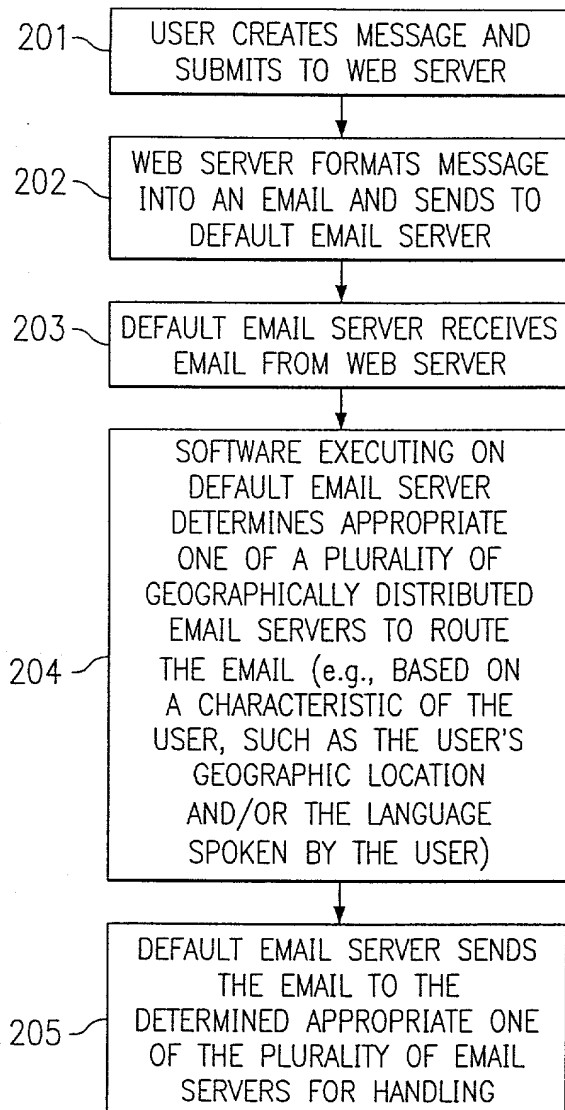 201
USER CREATES MESSAGE AND
SUBMITS TO WEB SERVER
202
WEB SERVER FORMATS MESSAGE
INTO AN EMAIL AND SENDS TO
DEFAULT EMAIL SERVER
203
DEFAULT EMAIL SERVER RECEIVES
EMAIL FROM WEB SERVER
204
SOFTWARE EXECUTING ON
DEFAULT EMAIL SERVER
DETERMINES APPROPRIATE
ONE OF A PLURALITY OF
GEOGRAPHICALLY DISTRIBUTED
EMAIL SERVERS TO ROUTE
THE EMAIL (e.g., BASED ON
A CHARACTERISTIC OF THE
USER, SUCH AS THE USER'S
GEOGRAPHIC LOCATION
AND/OR THE LANGUAGE
SPOKEN BY THE USER)
205
DEFAULT EMAIL SERVER SENDS
THE EMAIL TO THE
DETERMINED APPROPRIATE ONE
OF THE PLURALITY OF EMAIL
SERVERS FOR HANDLING